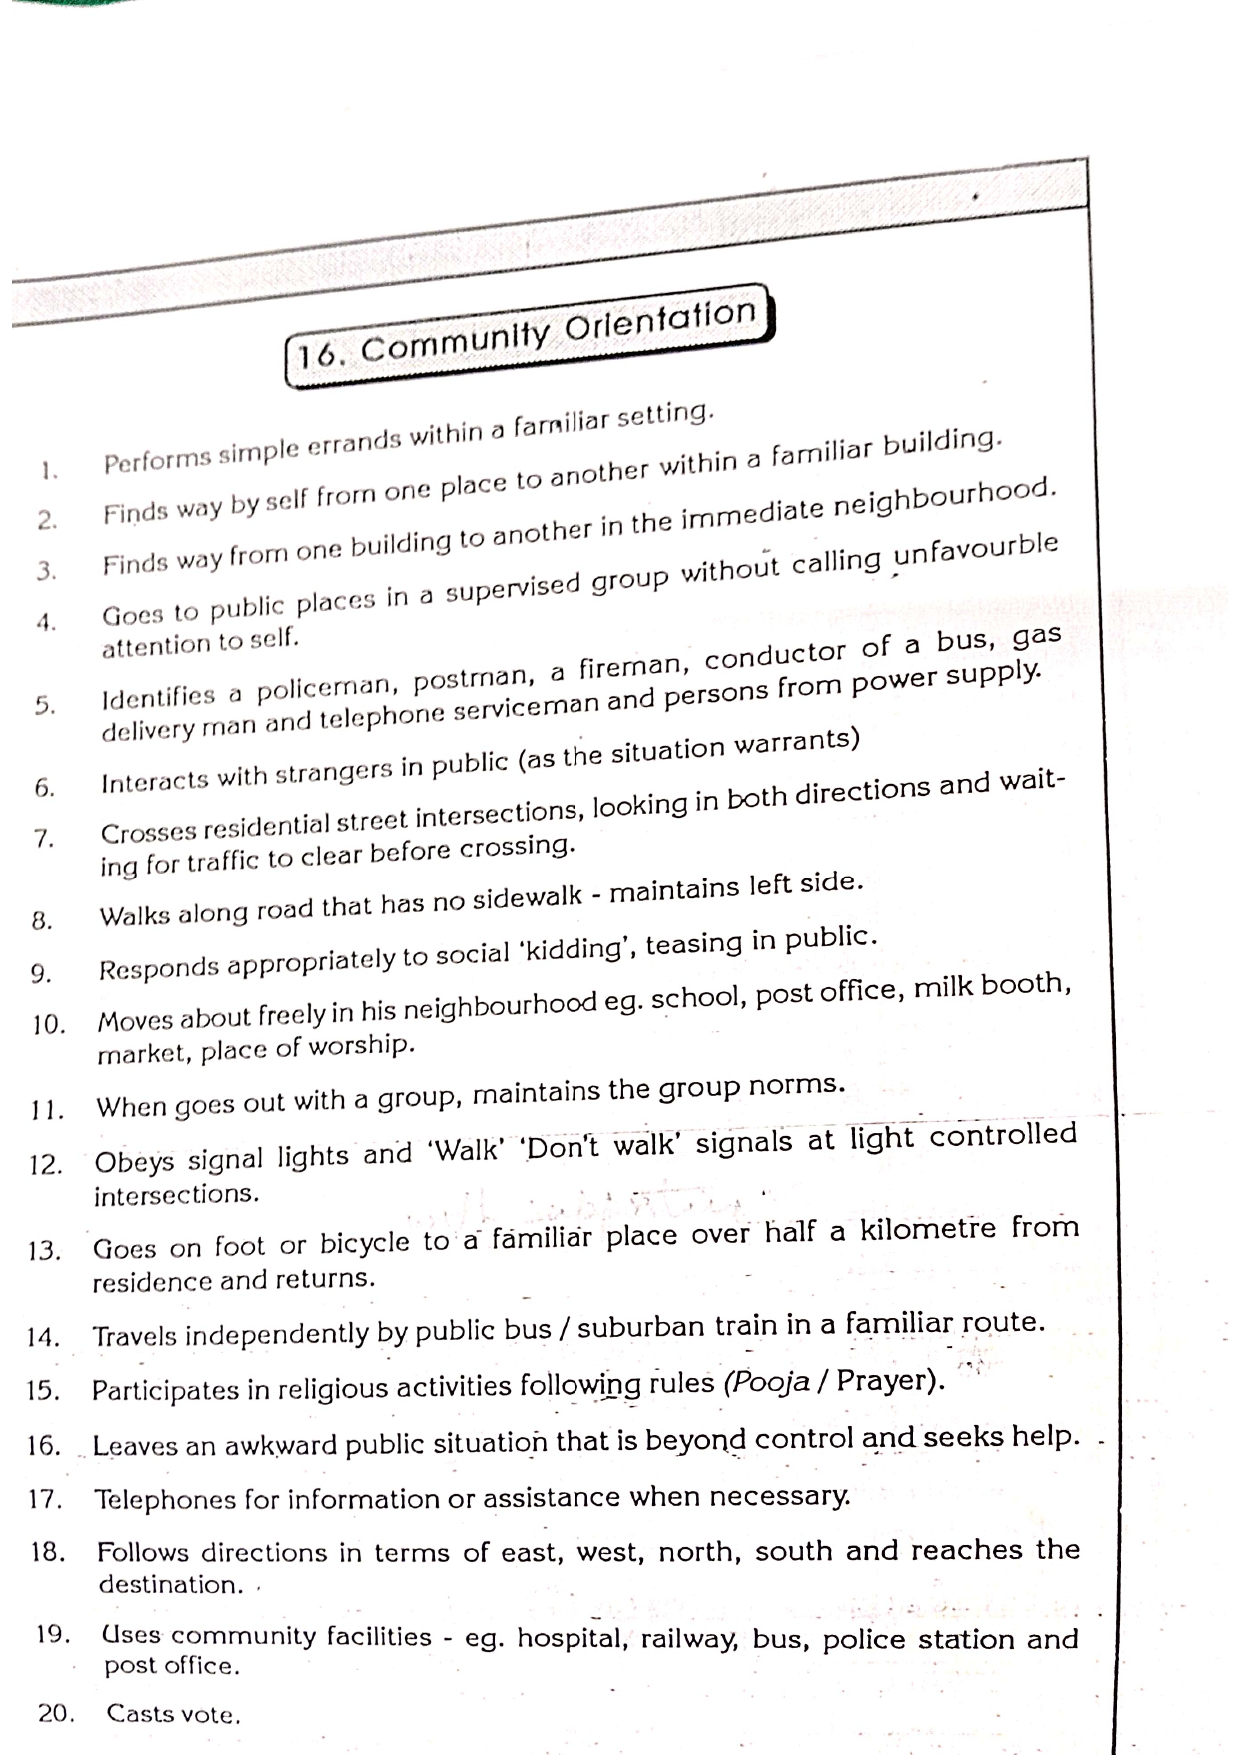 16. Community Orientation
1. Performs simple errands within a familiar setting.
2. Finds way by self from one place to another within a familiar building.
3. Finds way from one building to another in the immediate neighbourhood.
4. Goes to public places in a supervised group without calling unfavourble
attention to self.
5. Identifies a policeman, postman, a fireman, conductor of a bus, gas
delivery man and telephone serviceman and persons from power supply.
6. Interacts with strangers in public (as the situation warrants)
7. Crosses residential street intersections, looking in both directions and wait-
ing for traffic to clear before crossing.
8. Walks along road that has no sidewalk - maintains left side.
9. Responds appropriately to social ‘kidding’, teasing in public.
10. Moves about freely in his neighbourhood eg. school, post office, milk booth,
market, place of worship.
11. When goes out with a group, maintains the group norms.
12. Obeys signal lights and ‘Walk’ ‘Don’t walk’ signals at light controlled
intersections.
13. Goes on foot or bicycle to a familiar place over half a kilometre from
residence and returns.
14. Travels independently by public bus / suburban train in a familiar route.
15. Participates in religious activities following rules (Pooja / Prayer).
16. Leaves an awkward public situation that is beyond control and seeks help.
17. Telephones for information or assistance when necessary.
18. Follows directions in terms of east, west, north, south and reaches the
destination.
19. Uses community facilities - eg. hospital, railway, bus, police station and
post office.
20. Casts vote.